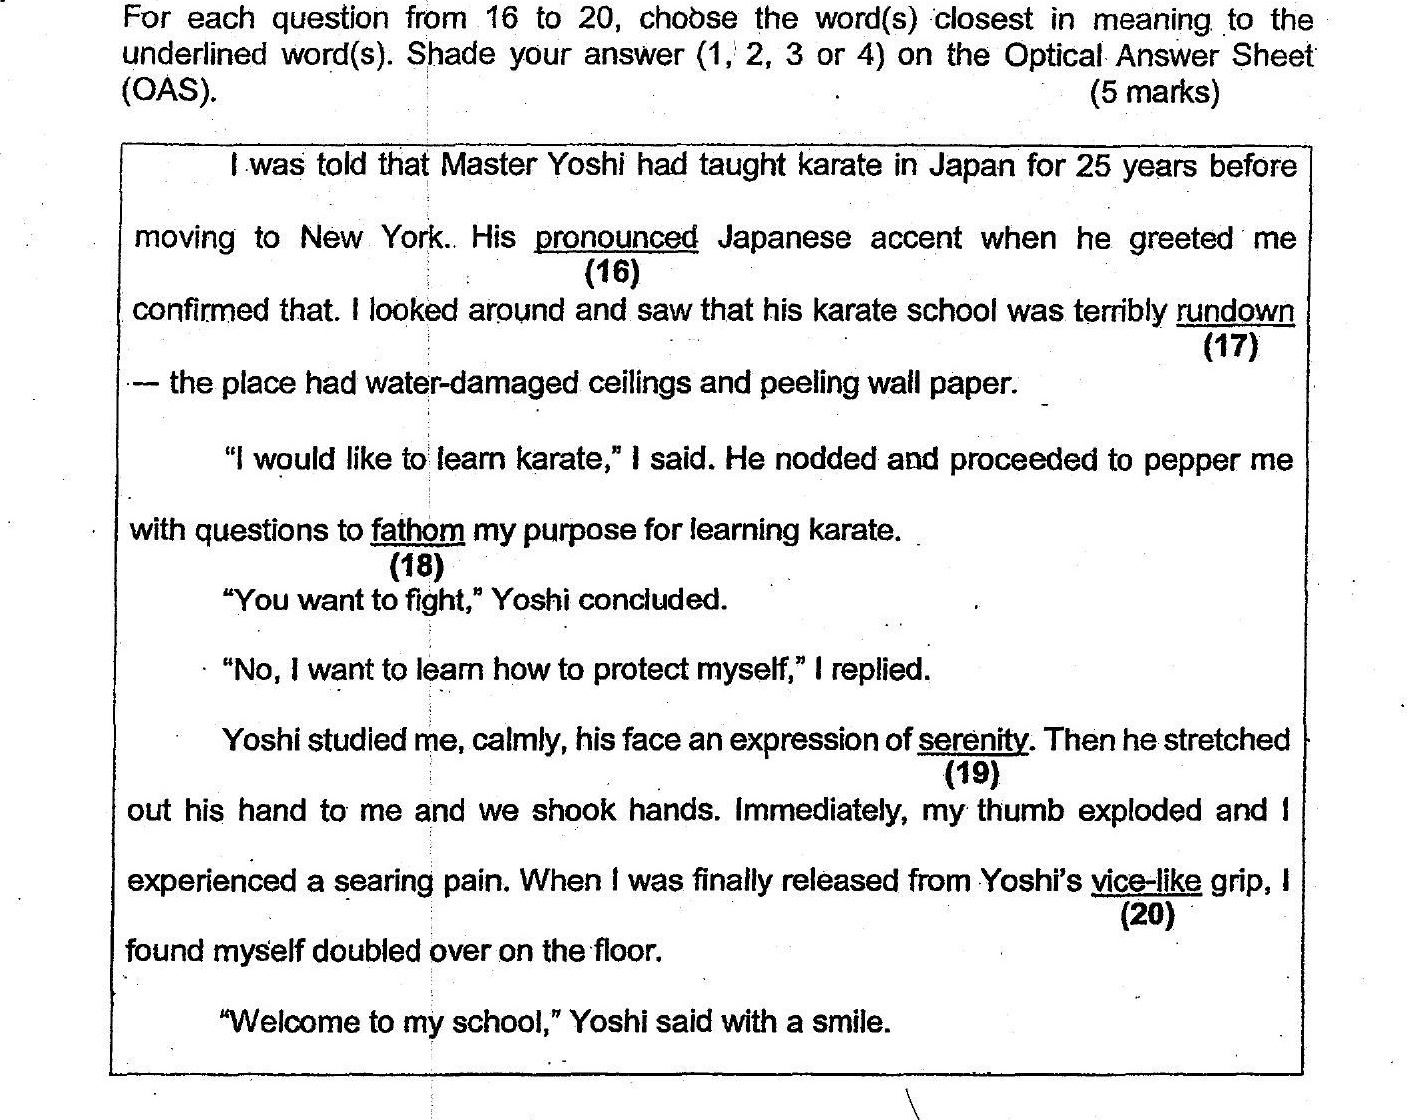 For each question from 16 to 20, choose the word(s) closest in meaning to the
underlined word(s). Shade your answer (1, 2, 3 or 4) on the Optical Answer Sheet
(OAS). (5 marks)
I was told that Master Yoshi had taught karate in Japan for 25 years before
moving to New York. His pronounced Japanese accent when he greeted me
(16)
confirmed that. I looked around and saw that his karate school was terribly rundown
(17)
— the place had water-damaged ceilings and peeling wall paper.
“I would like to learn karate,” I said. He nodded and proceeded to pepper me
with questions to fathom my purpose for learning karate.
(18)
“You want to fight,” Yoshi concluded.
“No, I want to learn how to protect myself,” I replied.
Yoshi studied me, calmly, his face an expression of serenity. Then he stretched
(19)
out his hand to me and we shook hands. Immediately, my thumb exploded and I
experienced a searing pain. When I was finally released from Yoshi’s vice-like grip, I
(20)
found myself doubled over on the floor.
“Welcome to my school,” Yoshi said with a smile.